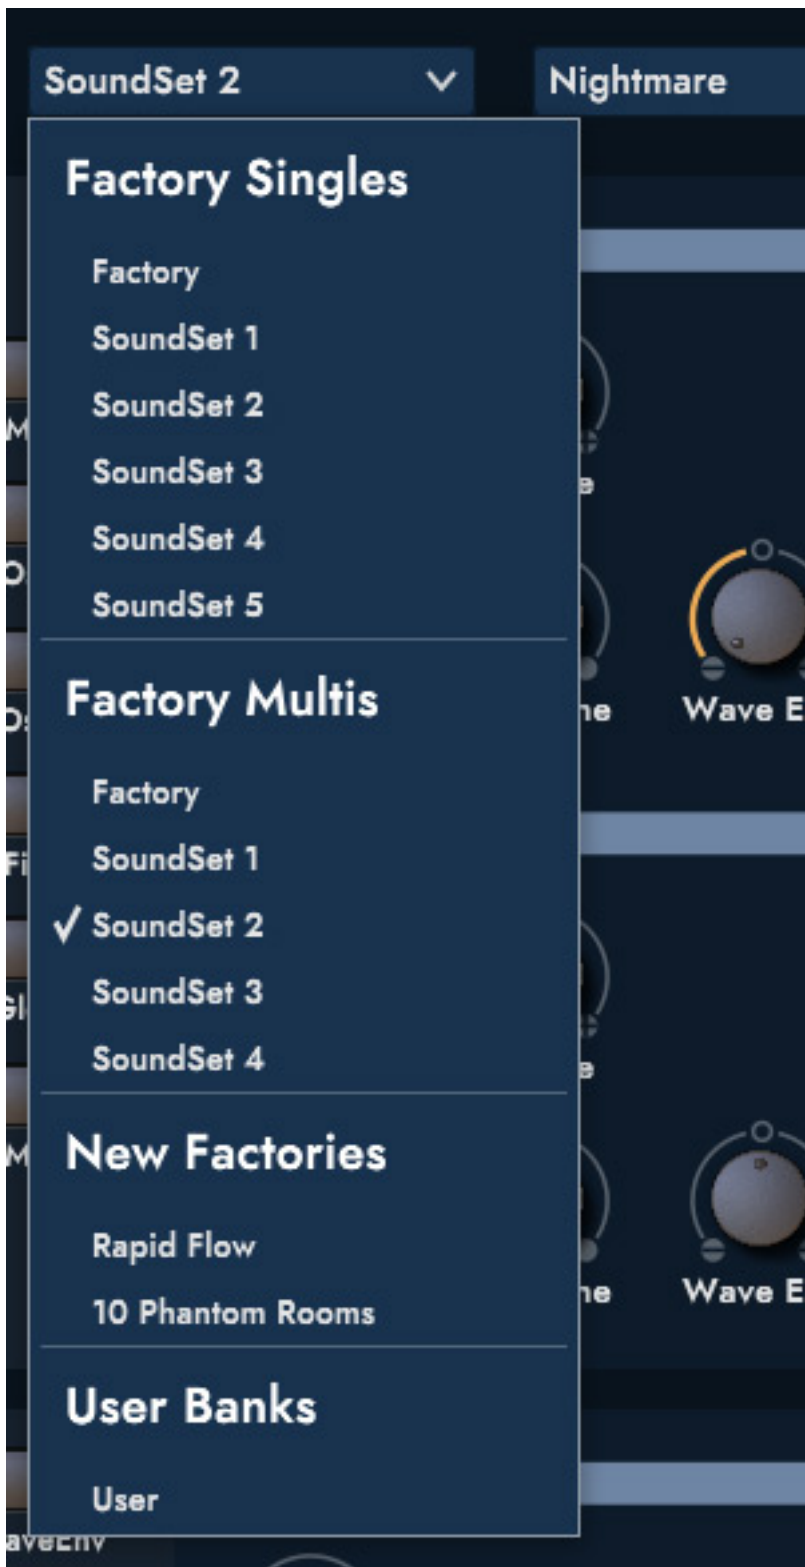 SoundSet 2
Nightmare
Factory Singles
Factory
SoundSet 1
SoundSet 2
SoundSet 3
SoundSet 4
SoundSet 5
Factory Multis
Factory
SoundSet 1
✓ SoundSet 2
SoundSet 3
SoundSet 4
New Factories
Rapid Flow
10 Phantom Rooms
User Banks
User
Wave E
Wave E